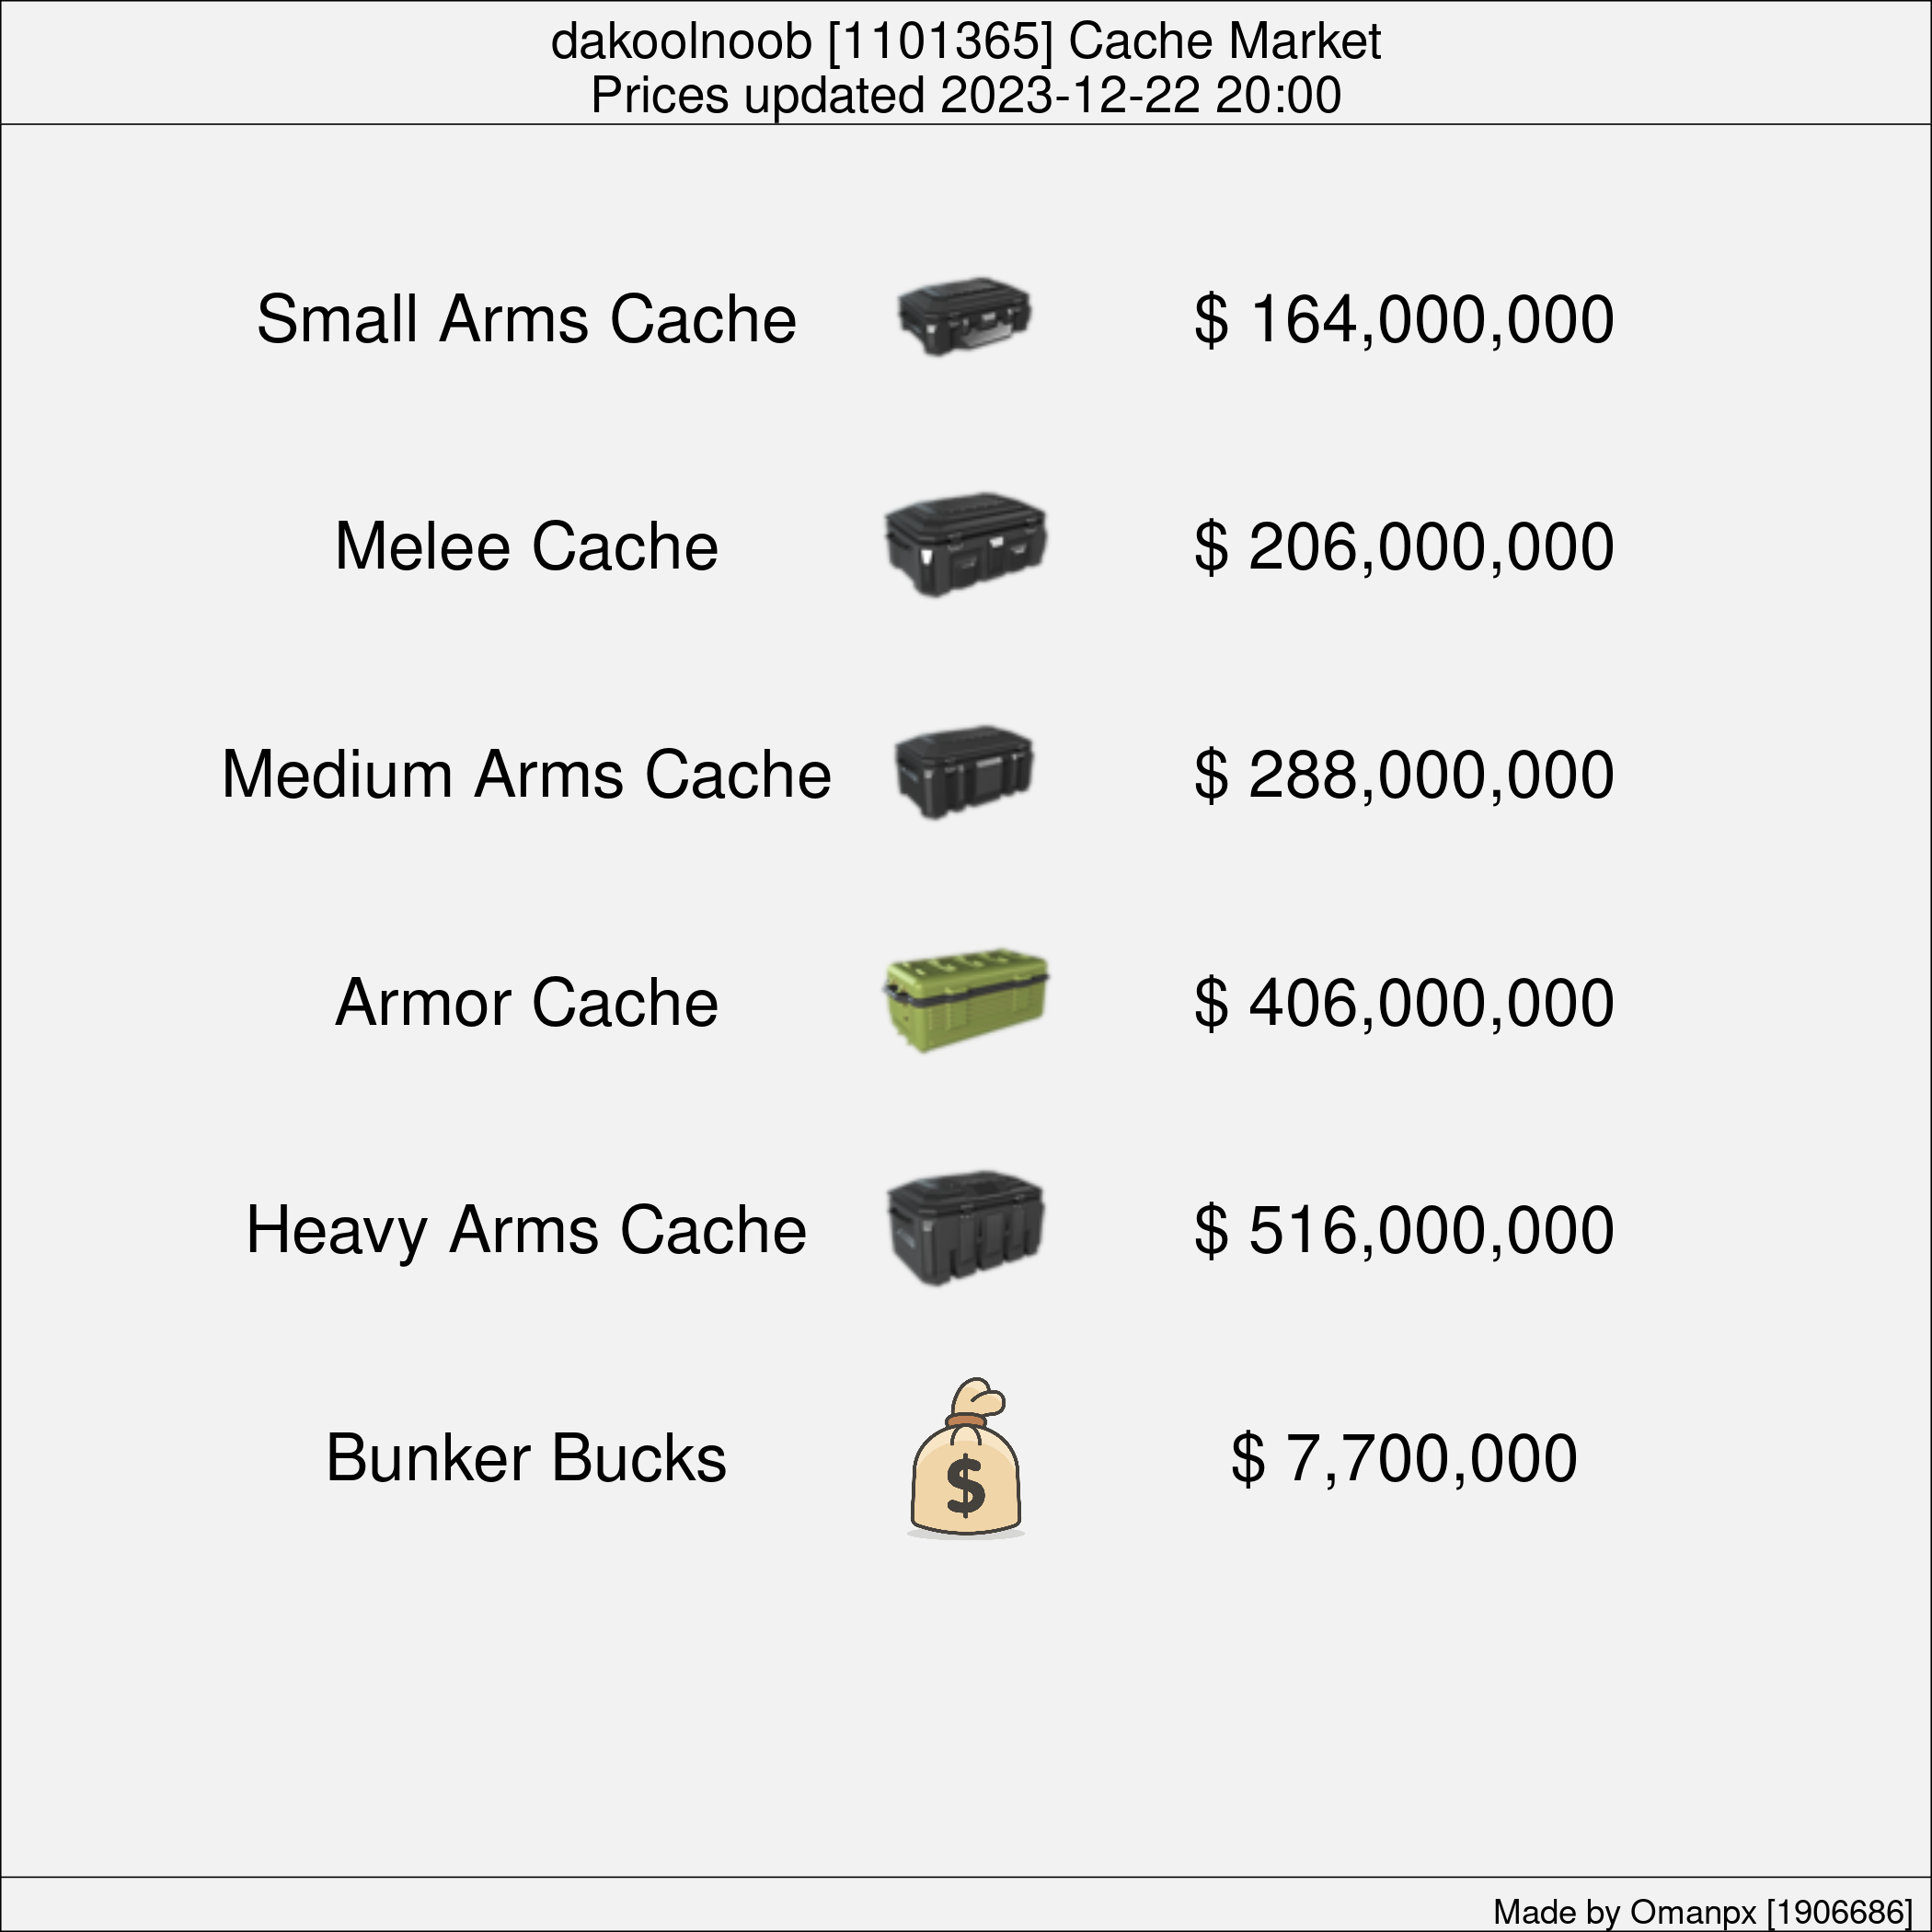 dakoolnoob [1101365] Cache Market
Prices updated 2023-12-22 20:00
Small Arms Cache $ 164,000,000
Melee Cache $ 206,000,000
Medium Arms Cache $ 288,000,000
Armor Cache $ 406,000,000
Heavy Arms Cache $ 516,000,000
Bunker Bucks $ $ 7,700,000
Made by Omanpx [1906686]